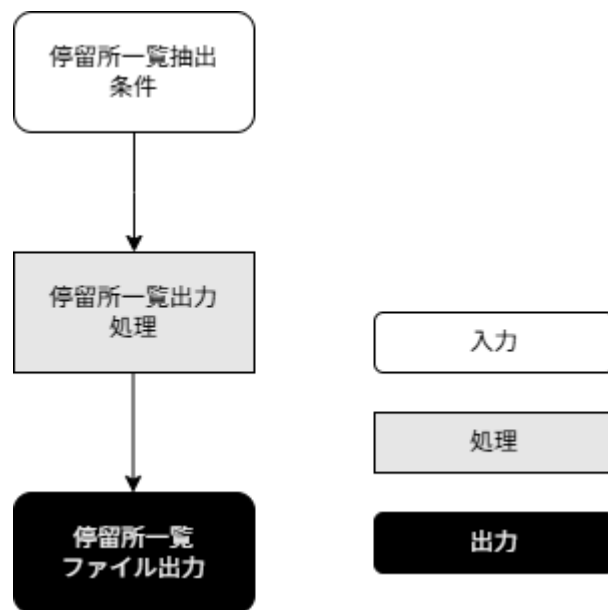 停留所一覧抽出
条件
停留所一覧出力
処理
停留所一覧
ファイル出力
入力
処理
出力